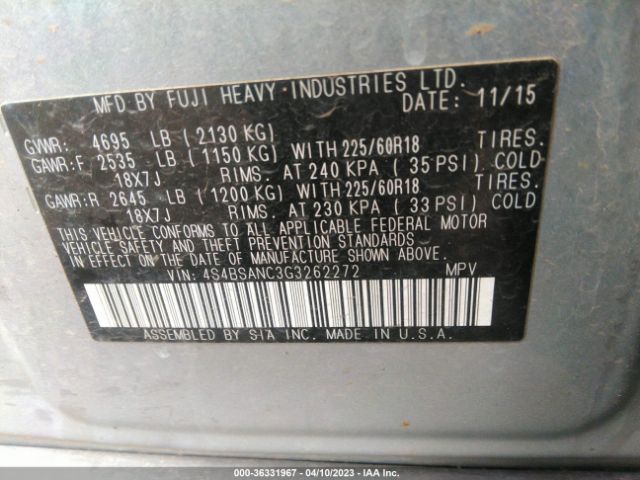 MFD. BY FUJI HEAVY INDUSTRIES LTD.
DATE: 11/15
GVWR: 4695 LB (2130 KG)
GAWR:F 2535 LB (1150 KG) WITH 225/60R18 TIRES.
18X7J RIMS. AT 240 KPA (35 PSI) COLD
GAWR:R 2645 LB (1200 KG) WITH 225/60R18 TIRES.
18X7J RIMS. AT 230 KPA (33 PSI) COLD
THIS VEHICLE CONFORMS TO ALL APPLICABLE FEDERAL MOTOR
VEHICLE SAFETY AND THEFT PREVENTION STANDARDS
IN EFFECT ON THE DATE OF MANUFACTURE SHOWN ABOVE.
VIN: 4S4BSANC3G3262272 MPV
ASSEMBLED BY SIA INC. MADE IN U.S.A.
000-36331967 - 04/10/2023 - IAA Inc.